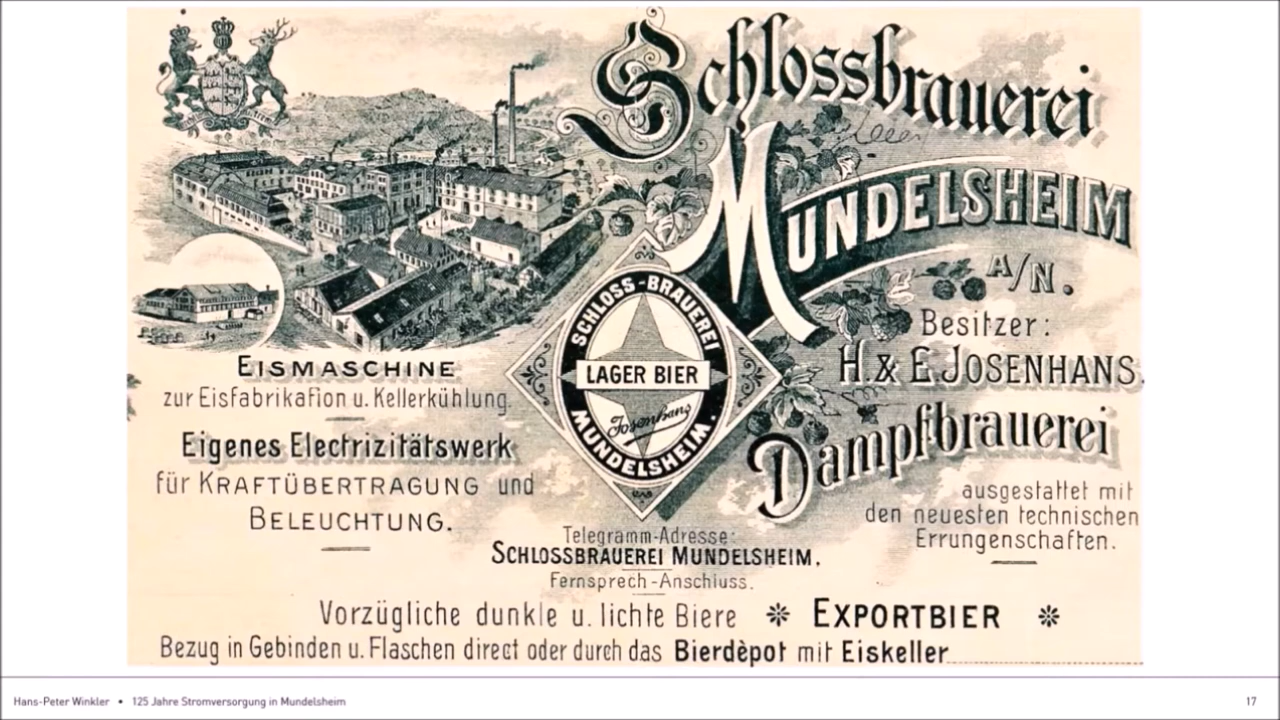 Schlossbrauerei
MUNDELSHEIM
A/N.
Besitzer:
H. & E. JOSENHANS.
Dampfbrauerei
ausgestattet mit
den neuesten technischen
Errungenschaften.
EISMASCHINE
zur Eisfabrikation u. Kellerkühlung.
Eigenes Electrizitätswerk
für KRAFTÜBERTRAGUNG und
BELEUCHTUNG.
SCHLOSS-BRAUEREI
LAGER BIER
Josenhans
MUNDELSHEIM.
Telegramm-Adresse:
SCHLOSSBRAUEREI MUNDELSHEIM.
Fernsprech-Anschluss.
Vorzügliche dunkle u. lichte Biere ❊ EXPORTBIER ❊
Bezug in Gebinden u. Flaschen direct oder durch das Bierdèpot mit Eiskeller
Hans-Peter Winkler • 125 Jahre Stromversorgung in Mundelsheim
17